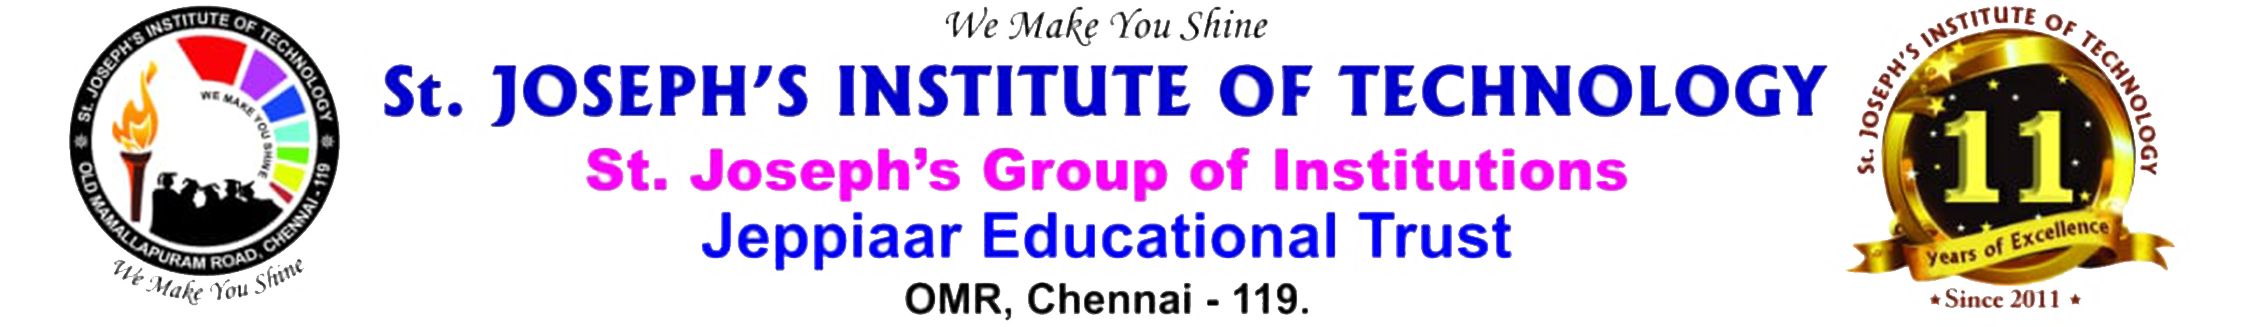 St. JOSEPH'S INSTITUTE OF TECHNOLOGY
WE MAKE YOU SHINE
OLD MAMALLAPURAM ROAD, CHENNAI - 119
We Make You Shine
We Make You Shine
St. JOSEPH'S INSTITUTE OF TECHNOLOGY
St. Joseph's Group of Institutions
Jeppiaar Educational Trust
OMR, Chennai - 119.
St. JOSEPH'S INSTITUTE OF TECHNOLOGY
11
Years of Excellence
Since 2011